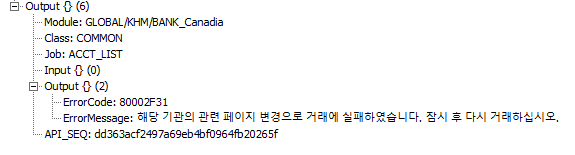 Output {} (6)
Module: GLOBAL/KHM/BANK_Canadia
Class: COMMON
Job: ACCT_LIST
Input {} (0)
Output {} (2)
ErrorCode: 80002F31
ErrorMessage: 해당 기관의 관련 페이지 변경으로 거래에 실패하였습니다. 잠시 후 다시 거래하십시오.
API_SEQ: dd363acf2497a69eb4bf0964fb20265f